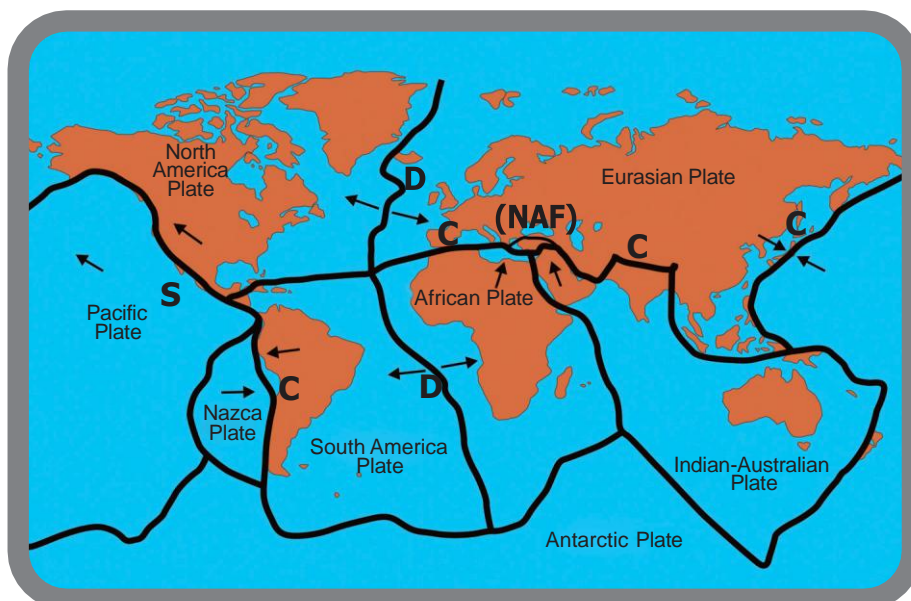 North
America
Plate
D
Eurasian Plate
(NAF)
C
C
C
S
African Plate
Pacific
Plate
C
D
Nazca
Plate
South America
Plate
Indian-Australian
Plate
Antarctic Plate